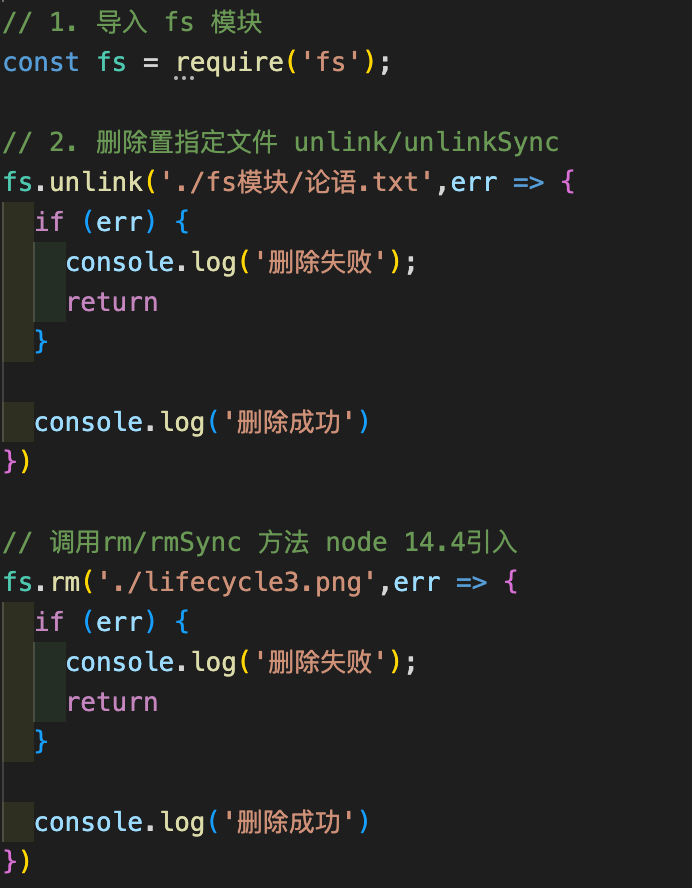 // 1. 导入 fs 模块
const fs = require('fs');
// 2. 删除置指定文件 unlink/unlinkSync
fs.unlink('./fs模块/论语.txt',err => {
if (err) {
console.log('删除失败');
return
}
console.log('删除成功')
})
// 调用rm/rmSync 方法 node 14.4引入
fs.rm('./lifecycle3.png',err => {
if (err) {
console.log('删除失败');
return
}
console.log('删除成功')
})